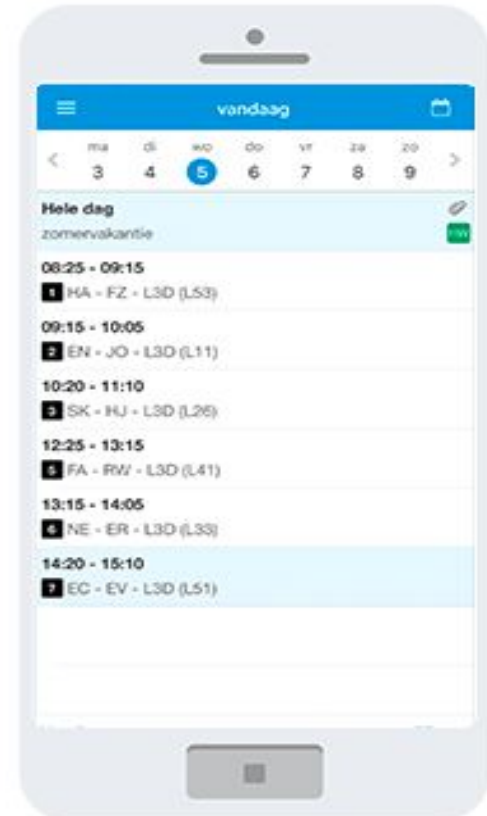 vandaag
ma di wo do vr za zo
< 3 4 5 6 7 8 9 >
Hele dag
zomervakantie HW
08:25 - 09:15
1 HA - FZ - L3D (L53)
09:15 - 10:05
2 EN - JO - L3D (L11)
10:20 - 11:10
3 SK - HJ - L3D (L26)
12:25 - 13:15
5 FA - RW - L3D (L41)
13:15 - 14:05
6 NE - ER - L3D (L33)
14:20 - 15:10
7 EC - EV - L3D (L51)